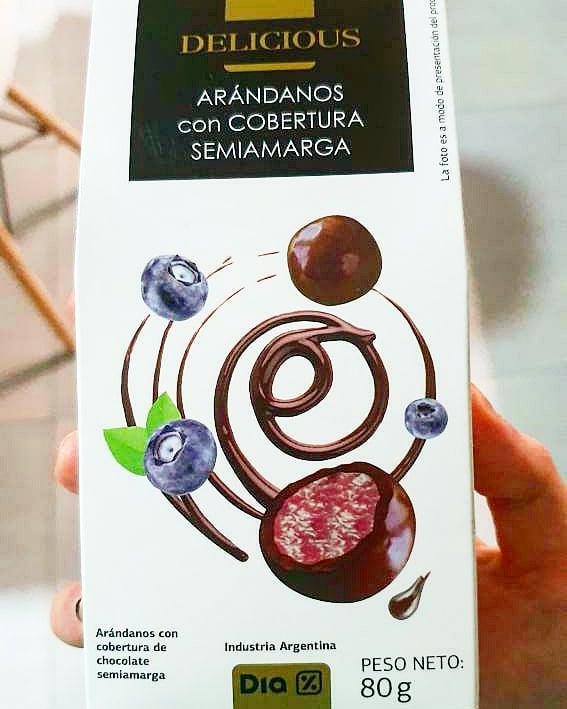 DELICIOUS
ARÁNDANOS
con COBERTURA
SEMIAMARGA
La foto es a modo de presentación del
Arándanos con
cobertura de
chocolate
semiamarga
Industria Argentina
Dia %
PESO NETO:
80 g